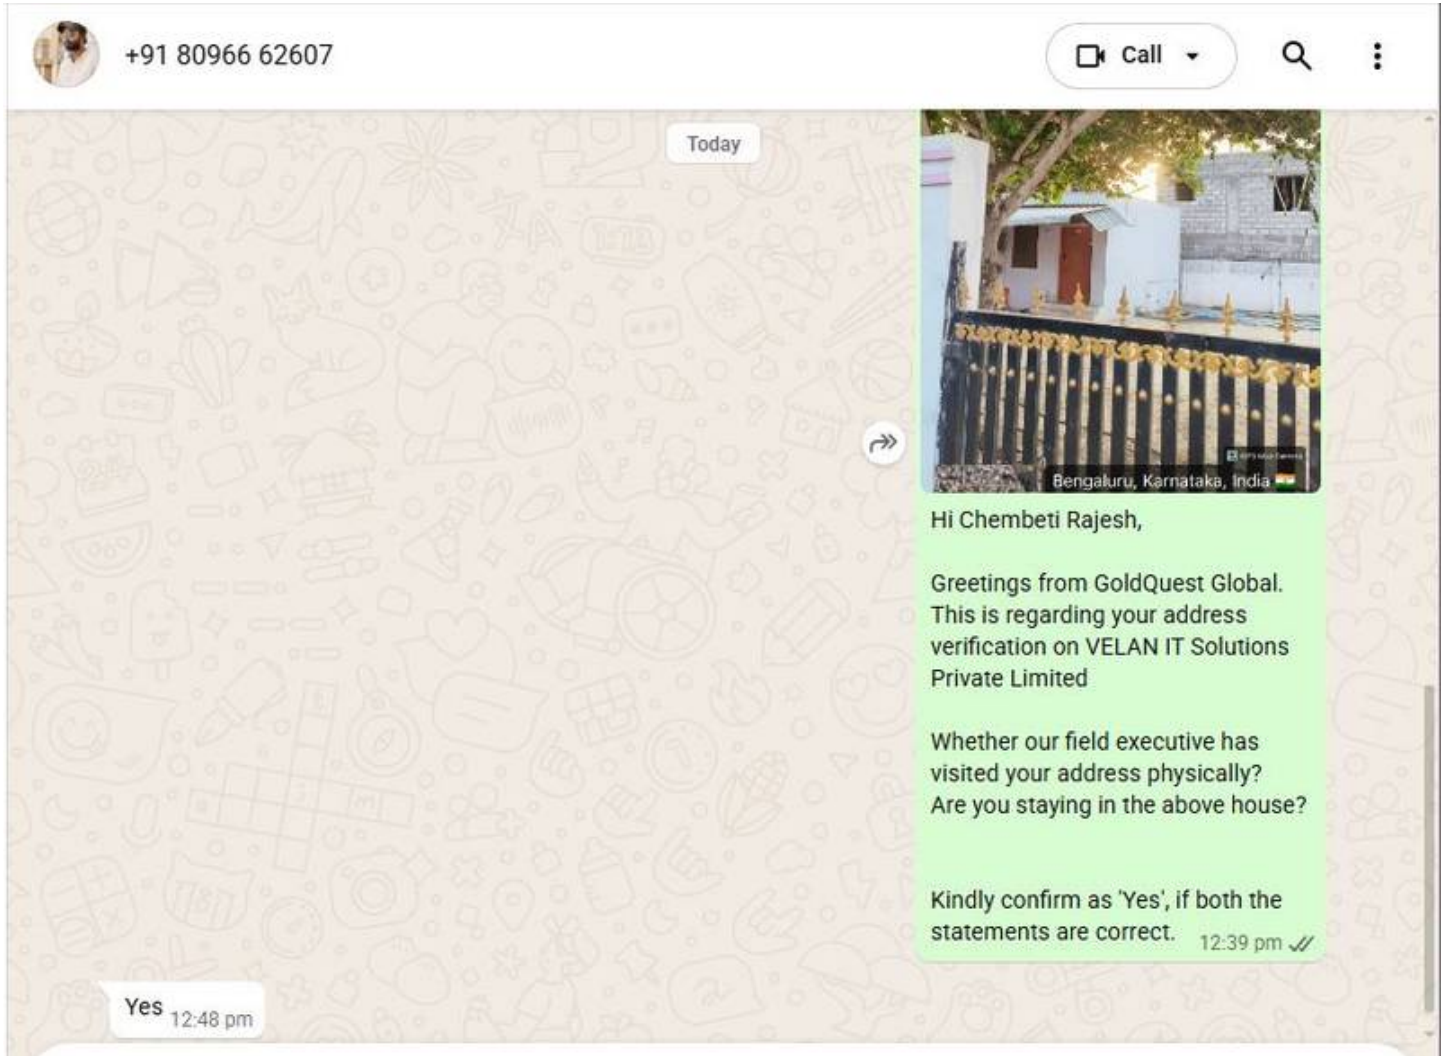 +91 80966 62607
Call
Today
Bengaluru, Karnataka, India
Hi Chembeti Rajesh,
Greetings from GoldQuest Global.
This is regarding your address
verification on VELAN IT Solutions
Private Limited
Whether our field executive has
visited your address physically?
Are you staying in the above house?
Kindly confirm as 'Yes', if both the
statements are correct.
12:39 pm
Yes
12:48 pm